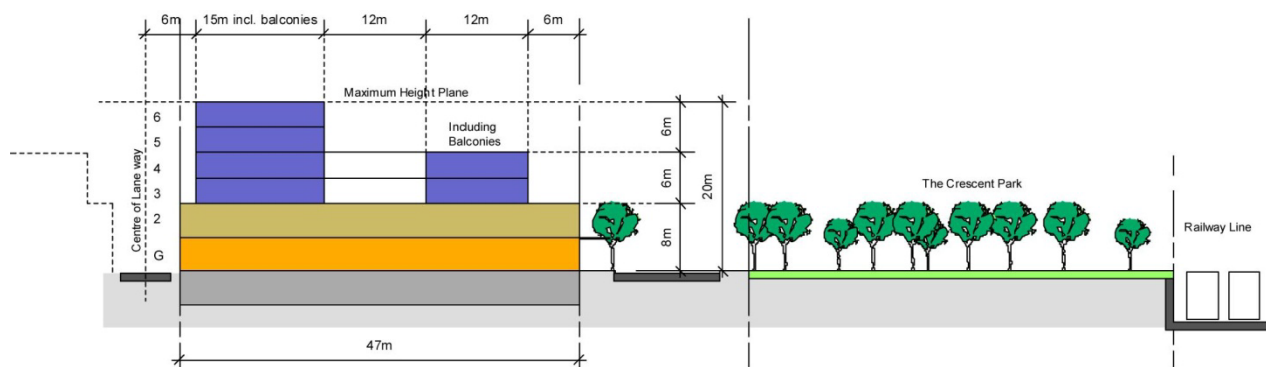 6m
15m incl. balconies
12m
12m
6m
Maximum Height Plane
6
5
4
3
2
G
Centre of Lane way
Including
Balconies
6m
6m
8m
20m
The Crescent Park
Railway Line
47m